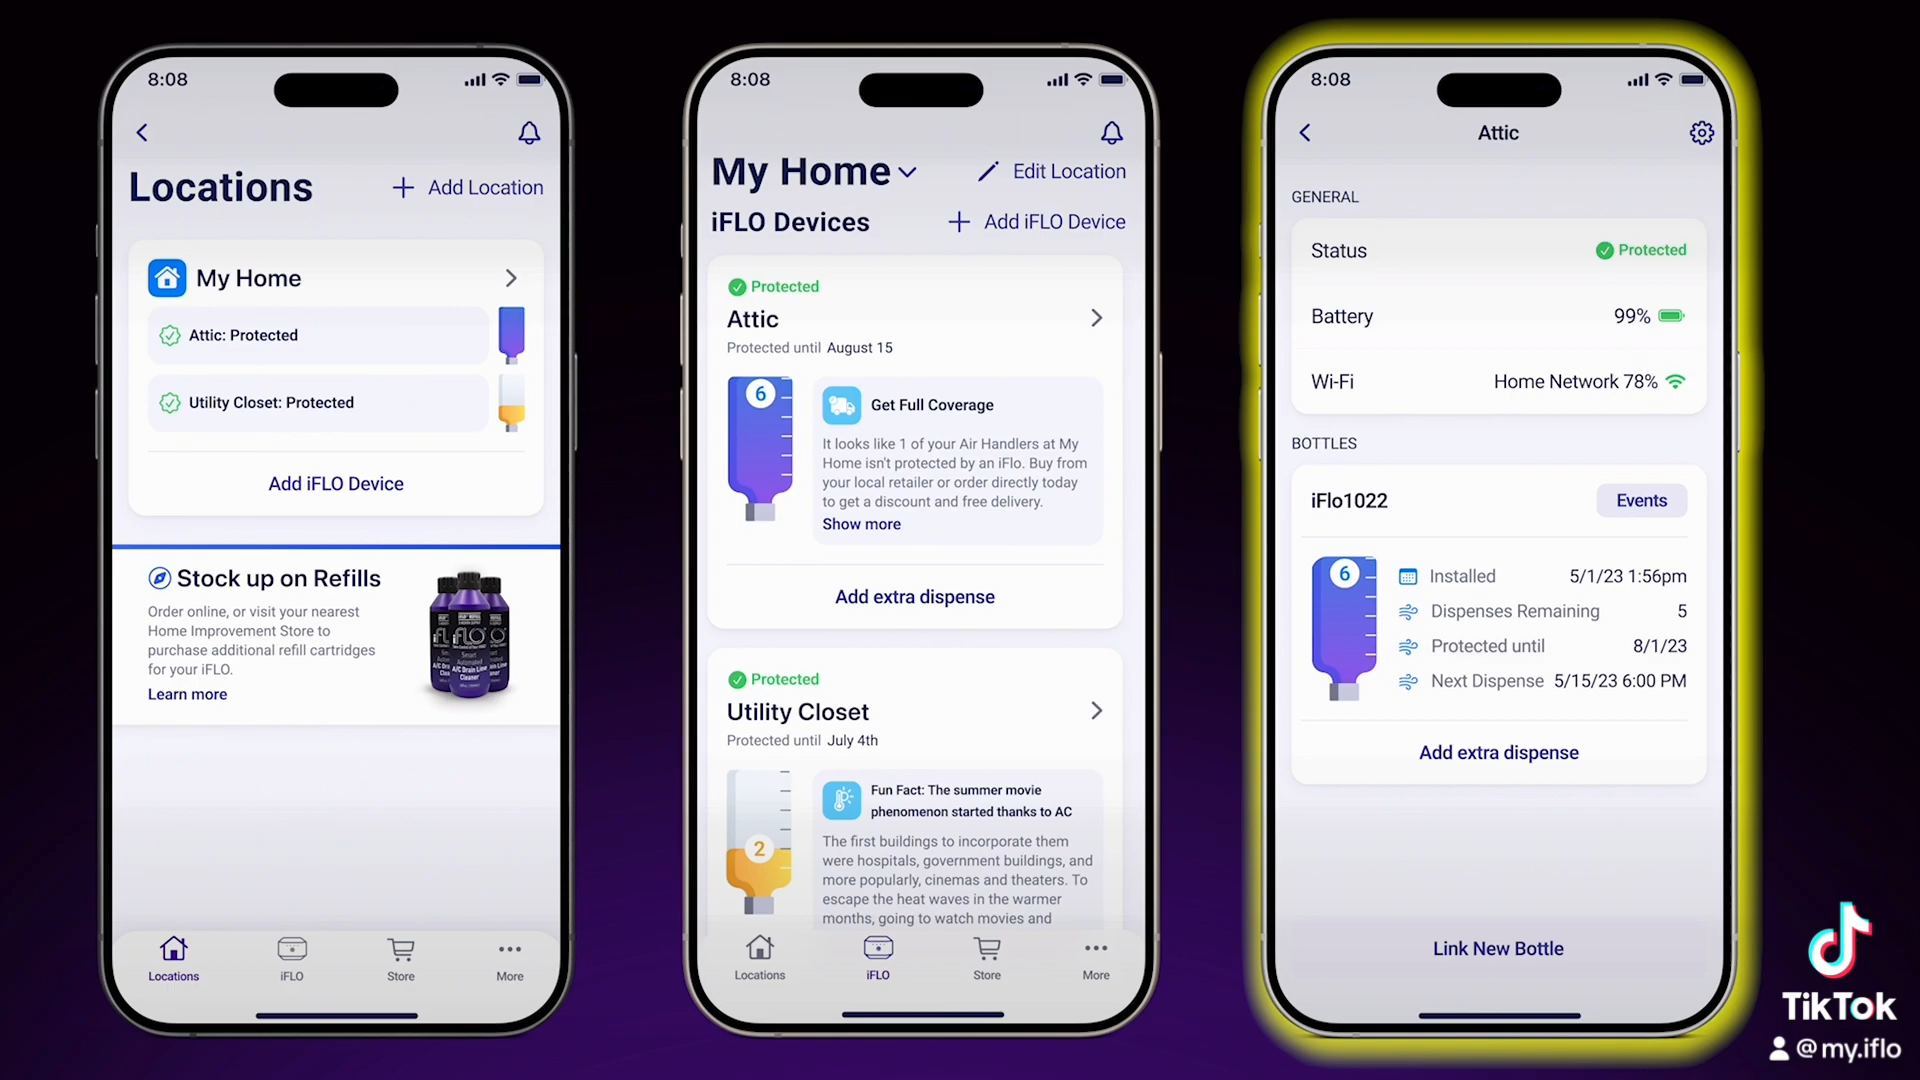 8:08
Locations
Add Location
My Home
Attic: Protected
Utility Closet: Protected
Add iFLO Device
Stock up on Refills
Order online, or visit your nearest
Home Improvement Store to
purchase additional refill cartridges
for your iFLO.
Learn more
iFLO
Smart
Automated
A/C Drain Line
Cleaner
Locations
iFLO
Store
More
8:08
My Home
Edit Location
iFLO Devices
Add iFLO Device
Protected
Attic
Protected until August 15
6
Get Full Coverage
It looks like 1 of your Air Handlers at My
Home isn't protected by an iFlo. Buy from
your local retailer or order directly today
to get a discount and free delivery.
Show more
Add extra dispense
Protected
Utility Closet
Protected until July 4th
2
Fun Fact: The summer movie
phenomenon started thanks to AC
The first buildings to incorporate them
were hospitals, government buildings, and
more popularly, cinemas and theaters. To
escape the heat waves in the warmer
months, going to watch movies and
Locations
iFLO
Store
More
8:08
Attic
GENERAL
Status
Protected
Battery
99%
Wi-Fi
Home Network 78%
BOTTLES
iFlo1022
Events
6
Installed 5/1/23 1:56pm
Dispenses Remaining 5
Protected until 8/1/23
Next Dispense 5/15/23 6:00 PM
Add extra dispense
Link New Bottle
TikTok
@my.iflo